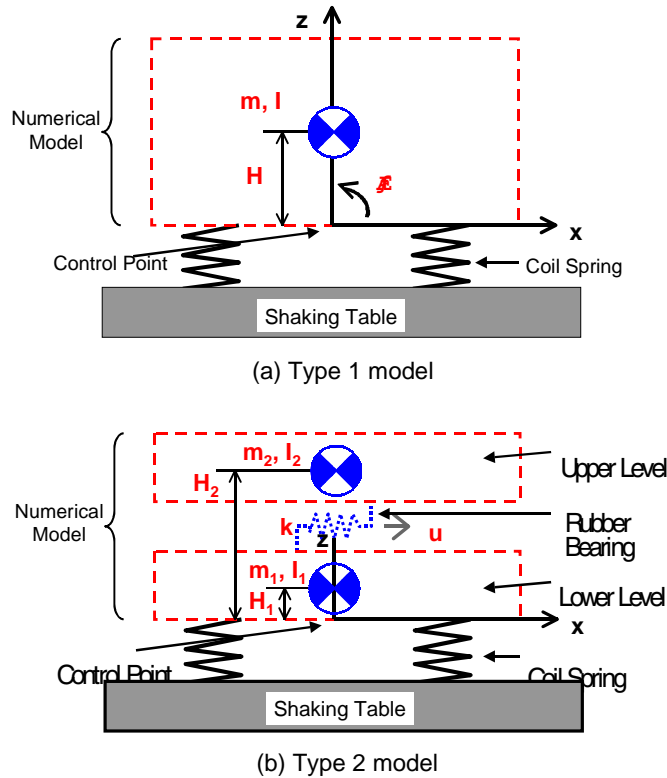 z
m, I
Numerical
Model
H
x
Control Point
Coil Spring
Shaking Table
(a) Type 1 model
m2, I2
Upper Level
H2
Numerical
Model
k
z
u
Rubber
Bearing
m1, I1
H1
Lower Level
x
Control Point
Coil Spring
Shaking Table
(b) Type 2 model